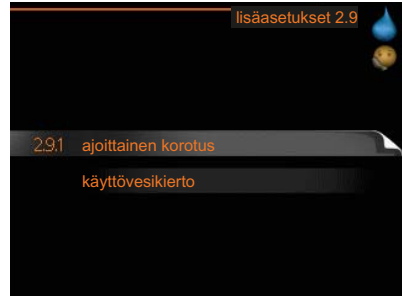 lisäasetukset 2.9
2.9.1 ajoittainen korotus
käyttövesikierto